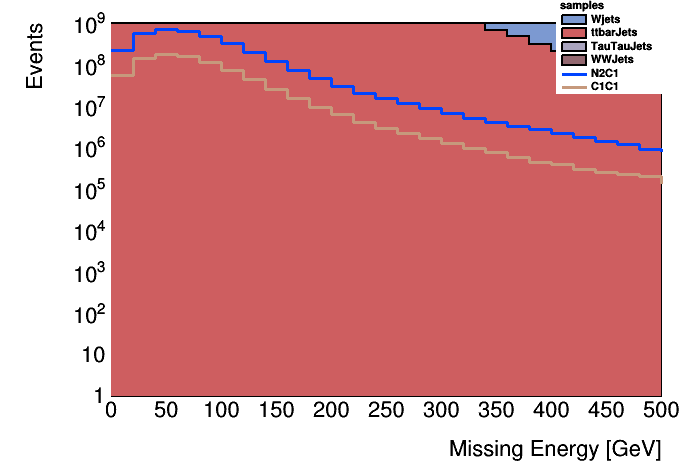 samples
Wjets
ttbarJets
TauTauJets
WWJets
N2C1
C1C1
Events
10⁹
10⁸
10⁷
10⁶
10⁵
10⁴
10³
10²
10
1
0 50 100 150 200 250 300 350 400 450 500
Missing Energy [GeV]